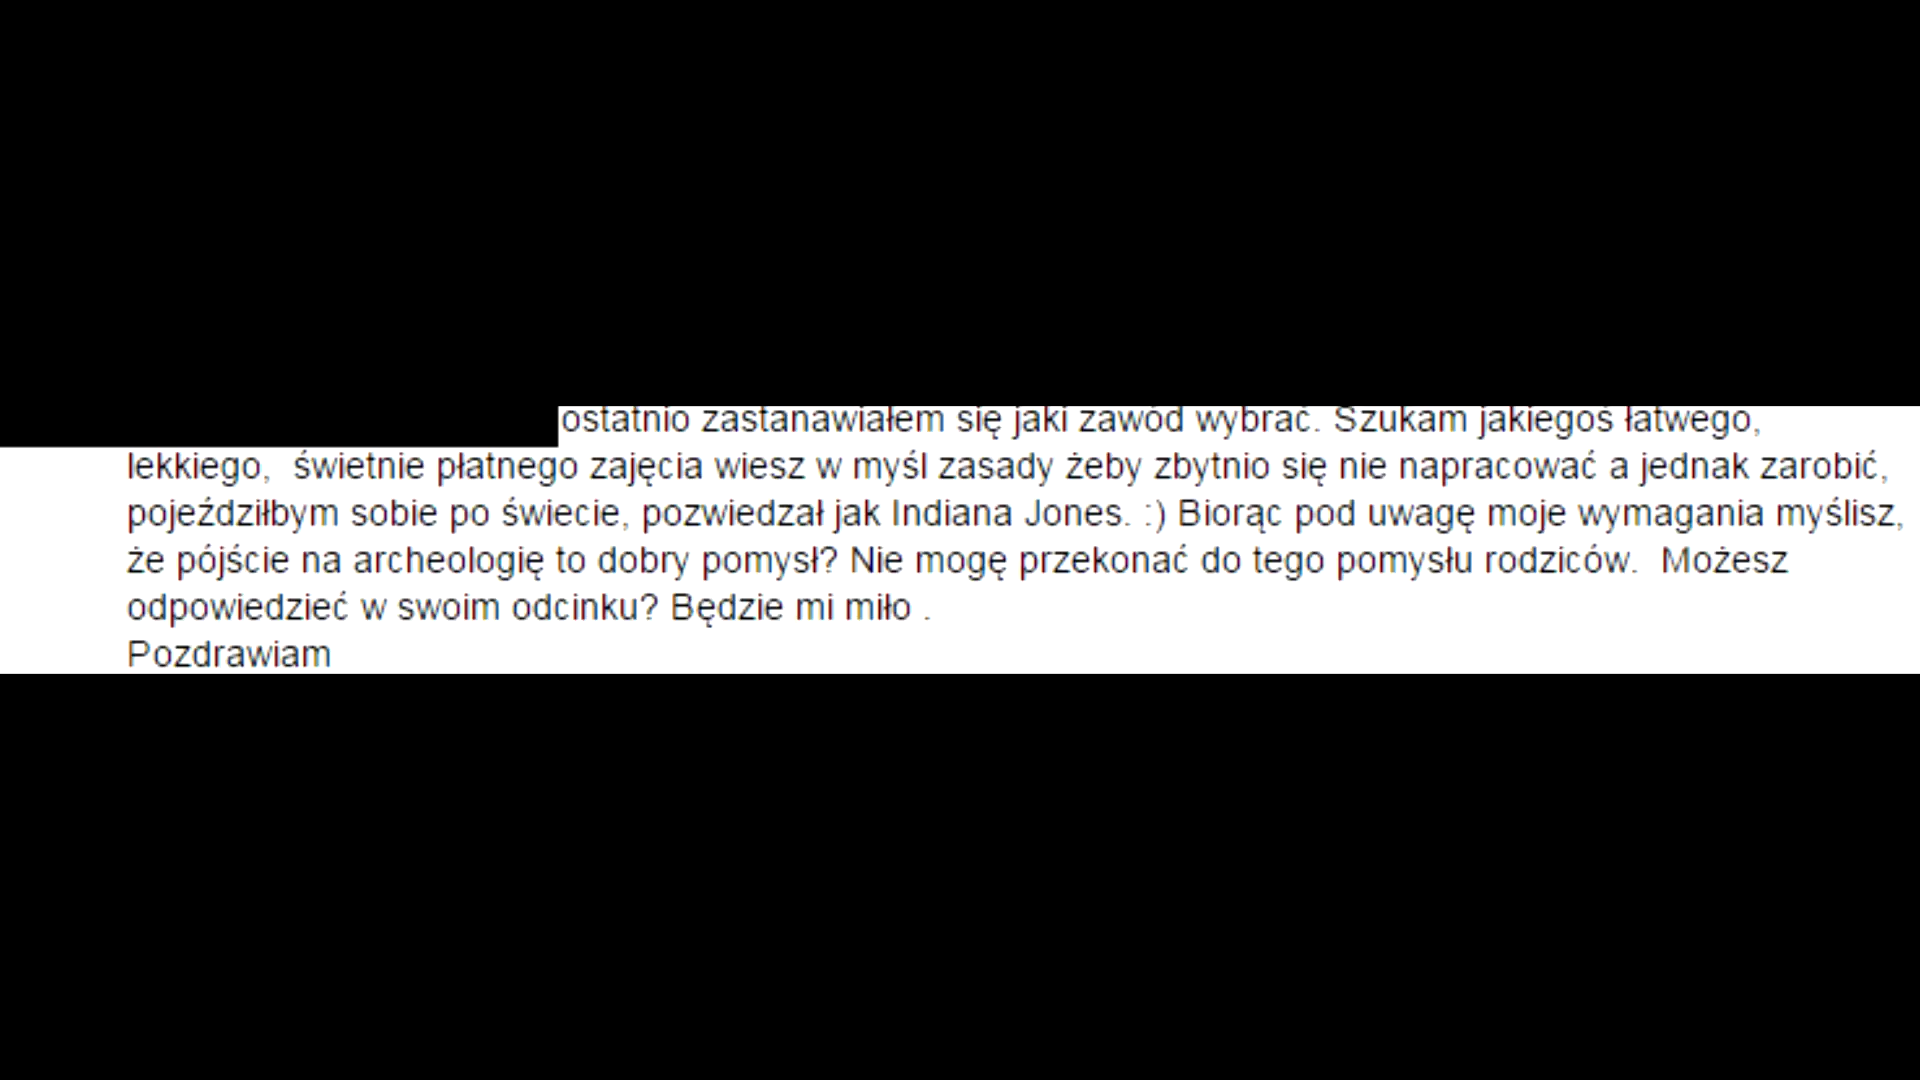 ostatnio zastanawiałem się jaki zawód wybrać. Szukam jakiegoś łatwego,
lekkiego,  świetnie płatnego zajęcia wiesz w myśl zasady żeby zbytnio się nie napracować a jednak zarobić,
pojeździłbym sobie po świecie, pozwiedzał jak Indiana Jones. :) Biorąc pod uwagę moje wymagania myślisz,
że pójście na archeologię to dobry pomysł? Nie mogę przekonać do tego pomysłu rodziców.  Możesz
odpowiedzieć w swoim odcinku? Będzie mi miło .
Pozdrawiam